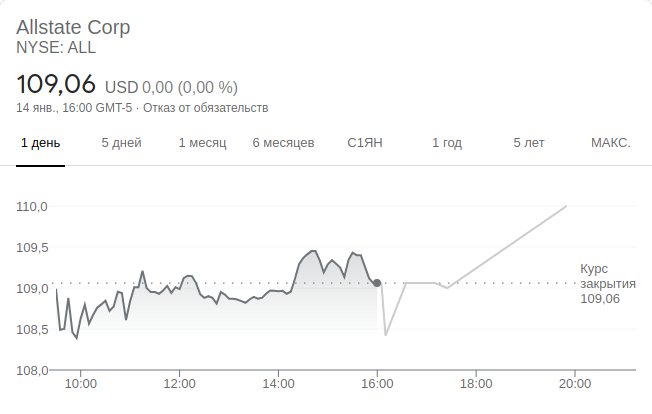 Allstate Corp
NYSE: ALL
109,06 USD 0,00 (0,00 %)
14 янв., 16:00 GMT-5 · Отказ от обязательств
1 день 5 дней 1 месяц 6 месяцев С1ЯН 1 год 5 лет МАКС.
110,0
109,5
Курс
109,0 закрытия
109,06
108,5
108,0
10:00 12:00 14:00 16:00 18:00 20:00